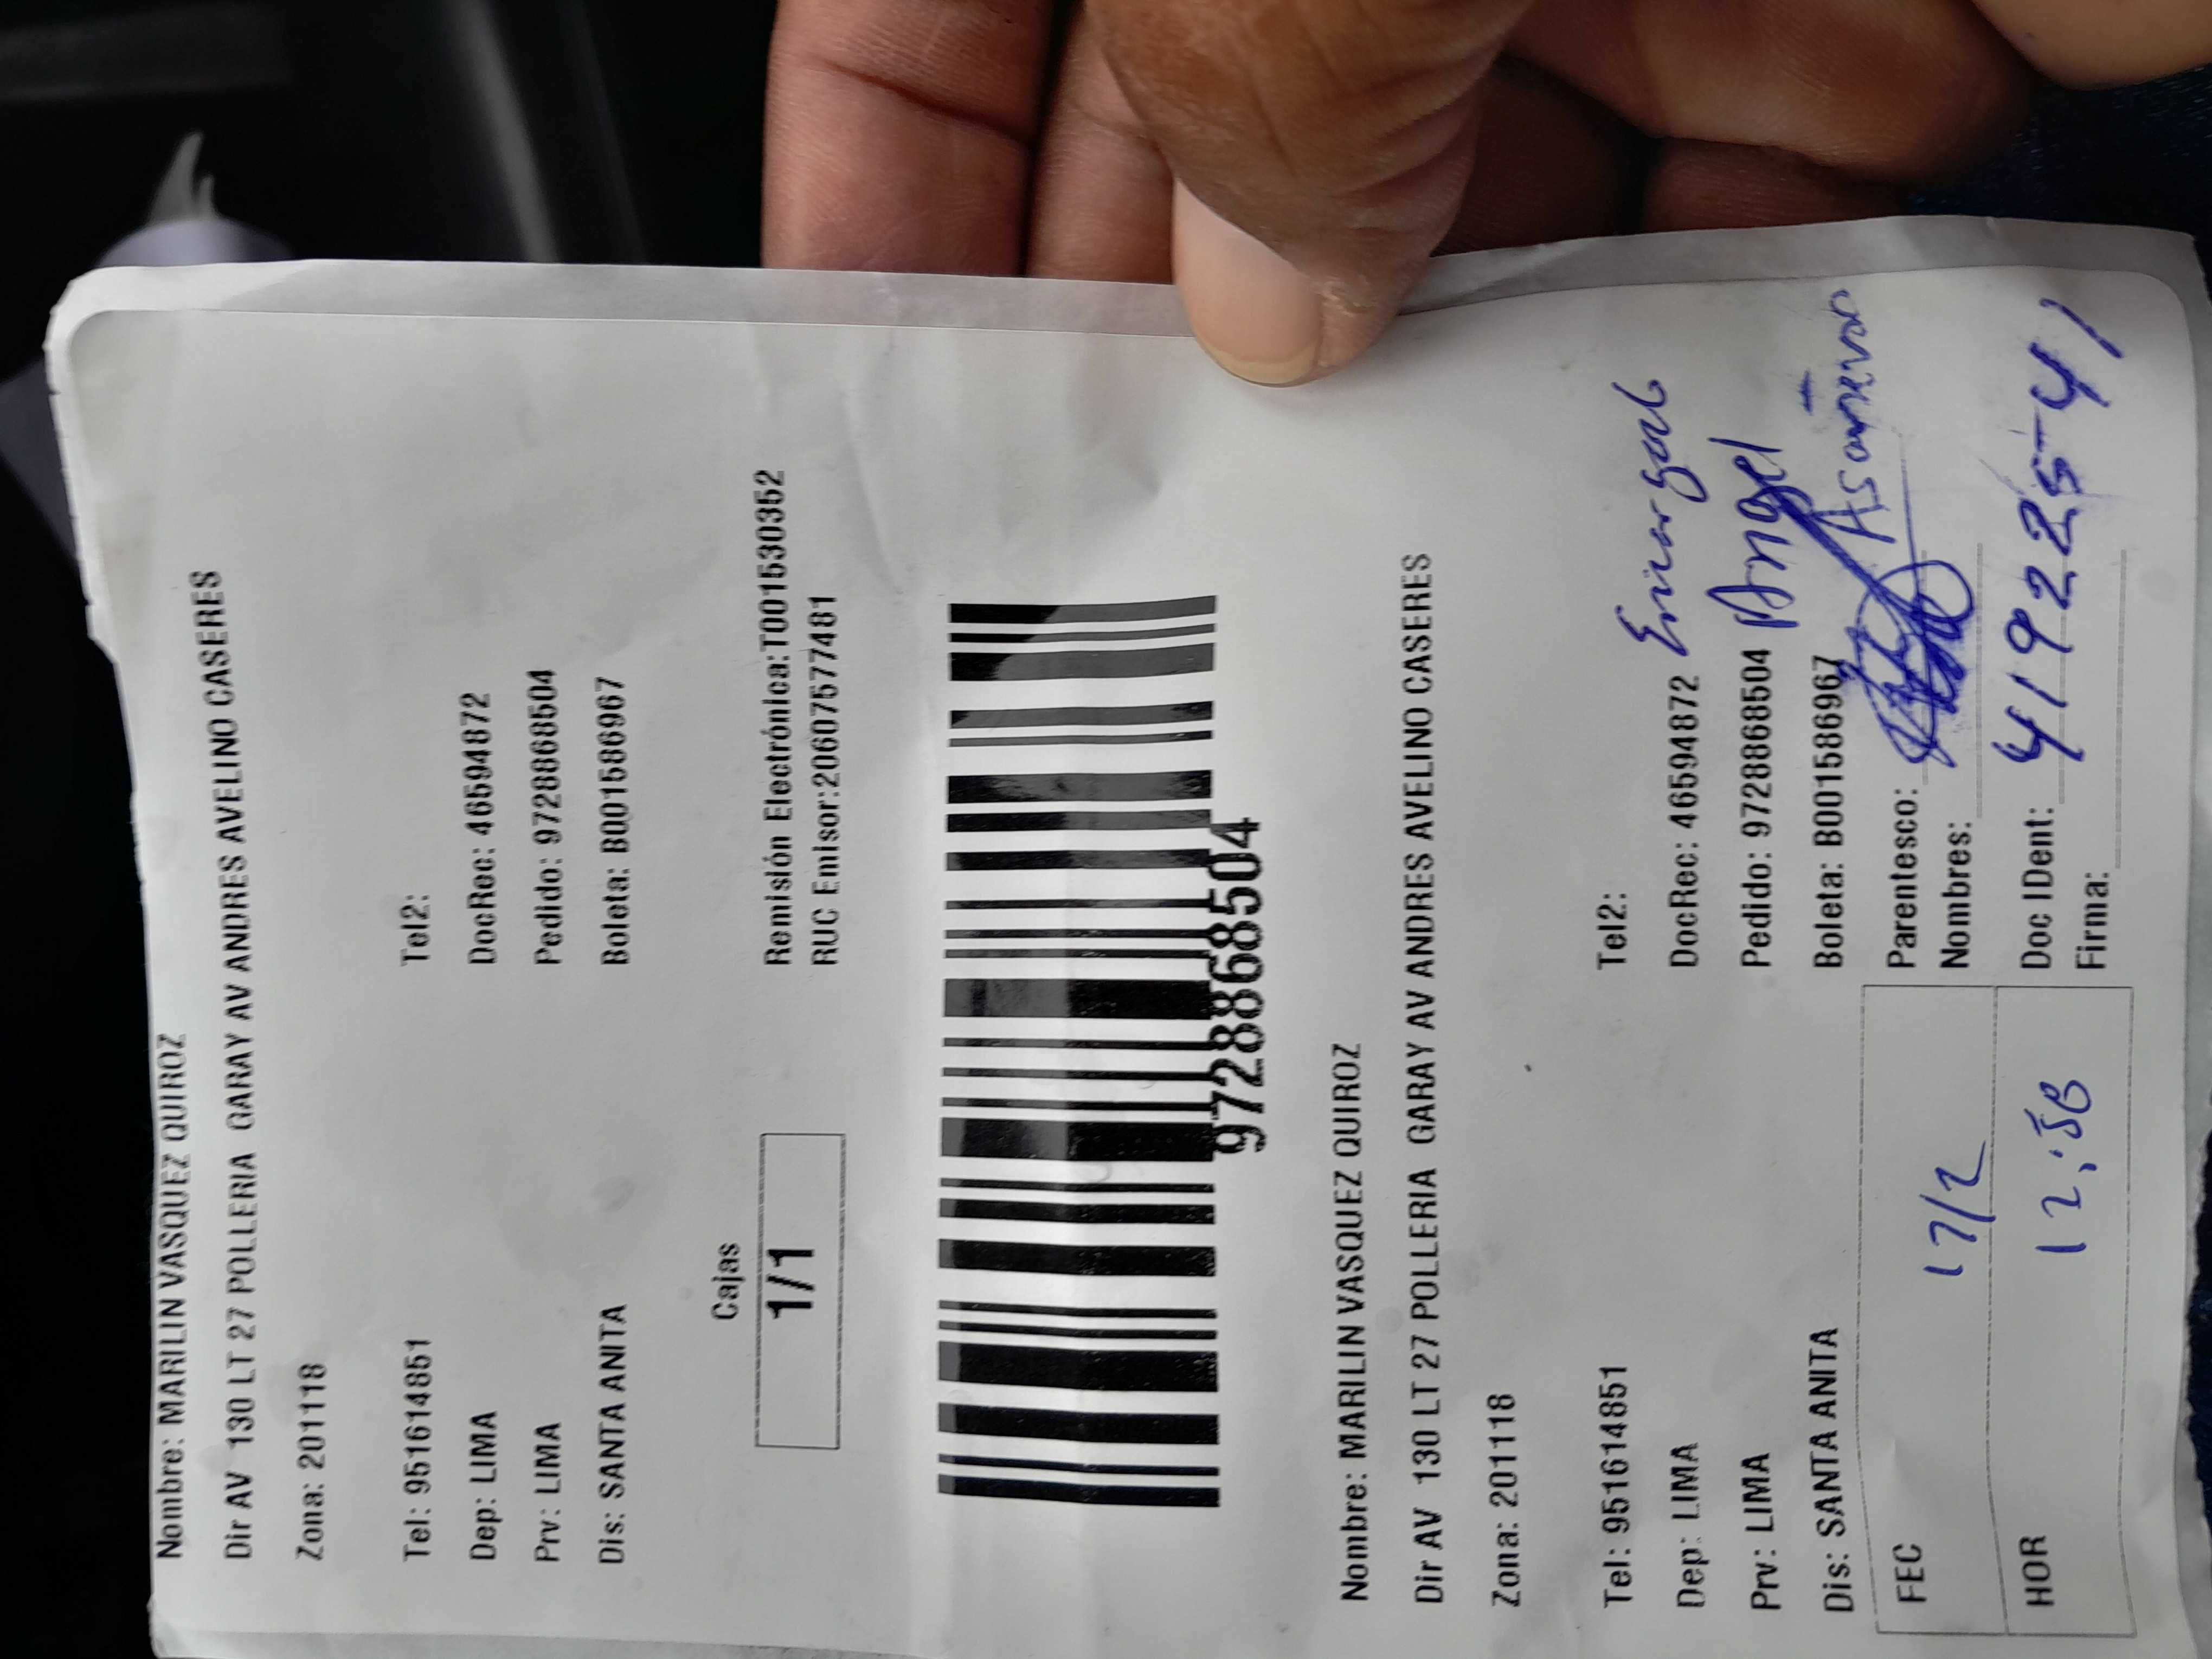 Nombre: MARILIN VASQUEZ QUIROZ
Dir AV 130 LT 27 POLLERIA GARAY AV ANDRES AVELINO CASERES
Zona: 201118
Tel: 951614851 Tel2:
Dep: LIMA DocRec: 46594872
Prv: LIMA Pedido: 9728868504
Dis: SANTA ANITA Boleta: B001586967
Cajas
1/1
Remisión Electrónica:T001530352
RUC Emisor:20607577481
9728868504
Nombre: MARILIN VASQUEZ QUIROZ
Dir AV 130 LT 27 POLLERIA GARAY AV ANDRES AVELINO CASERES
Zona: 201118
Tel: 951614851 Tel2:
Dep: LIMA DocRec: 46594872
Prv: LIMA Pedido: 9728868504 Angel
Dis: SANTA ANITA Boleta: B001586967
FEC 17/2 Parentesco:
Nombres:
HOR 12:58 Doc IDent: 41922541
Firma: